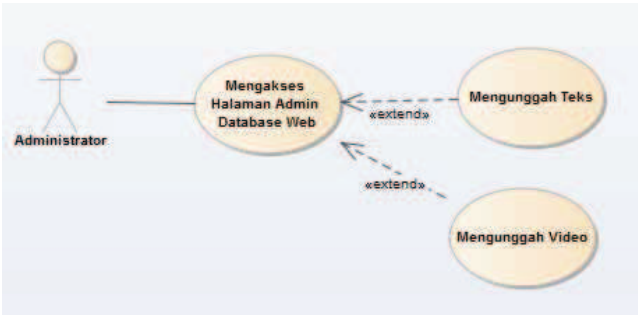 Administrator
Mengakses
Halaman Admin
Database Web
«extend»
Mengunggah Teks
«extend»
Mengunggah Video